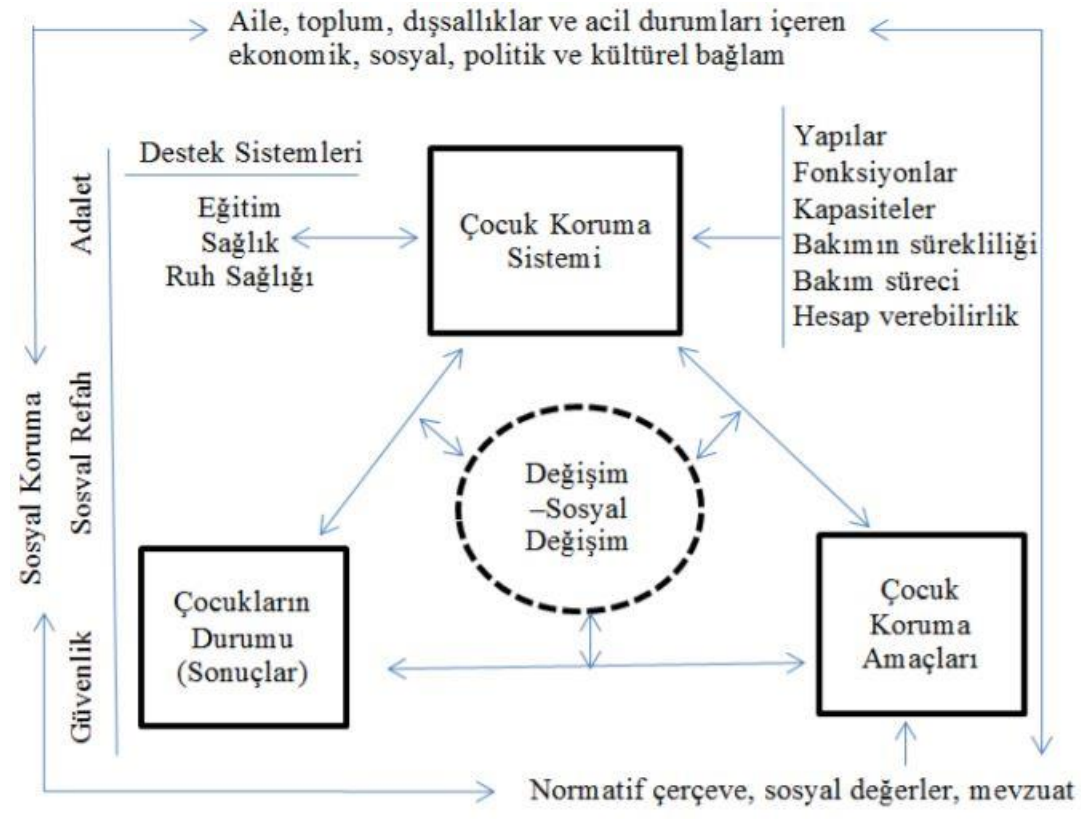 Aile, toplum, dışsallıklar ve acil durumları içeren
ekonomik, sosyal, politik ve kültürel bağlam
Destek Sistemleri
Eğitim
Sağlık
Ruh Sağlığı
Çocuk Koruma
Sistemi
Yapılar
Fonksiyonlar
Kapasiteler
Bakımın sürekliliği
Bakım süreci
Hesap verebilirlik
Adalet
Sosval Refah
Güvenlik
Sosyal Koruma
Değişim
–Sosyal
Değişim
Çocukların
Durumu
(Sonuçlar)
Çocuk
Koruma
Amaçları
Normatif çerçeve, sosyal değerler, mevzuat